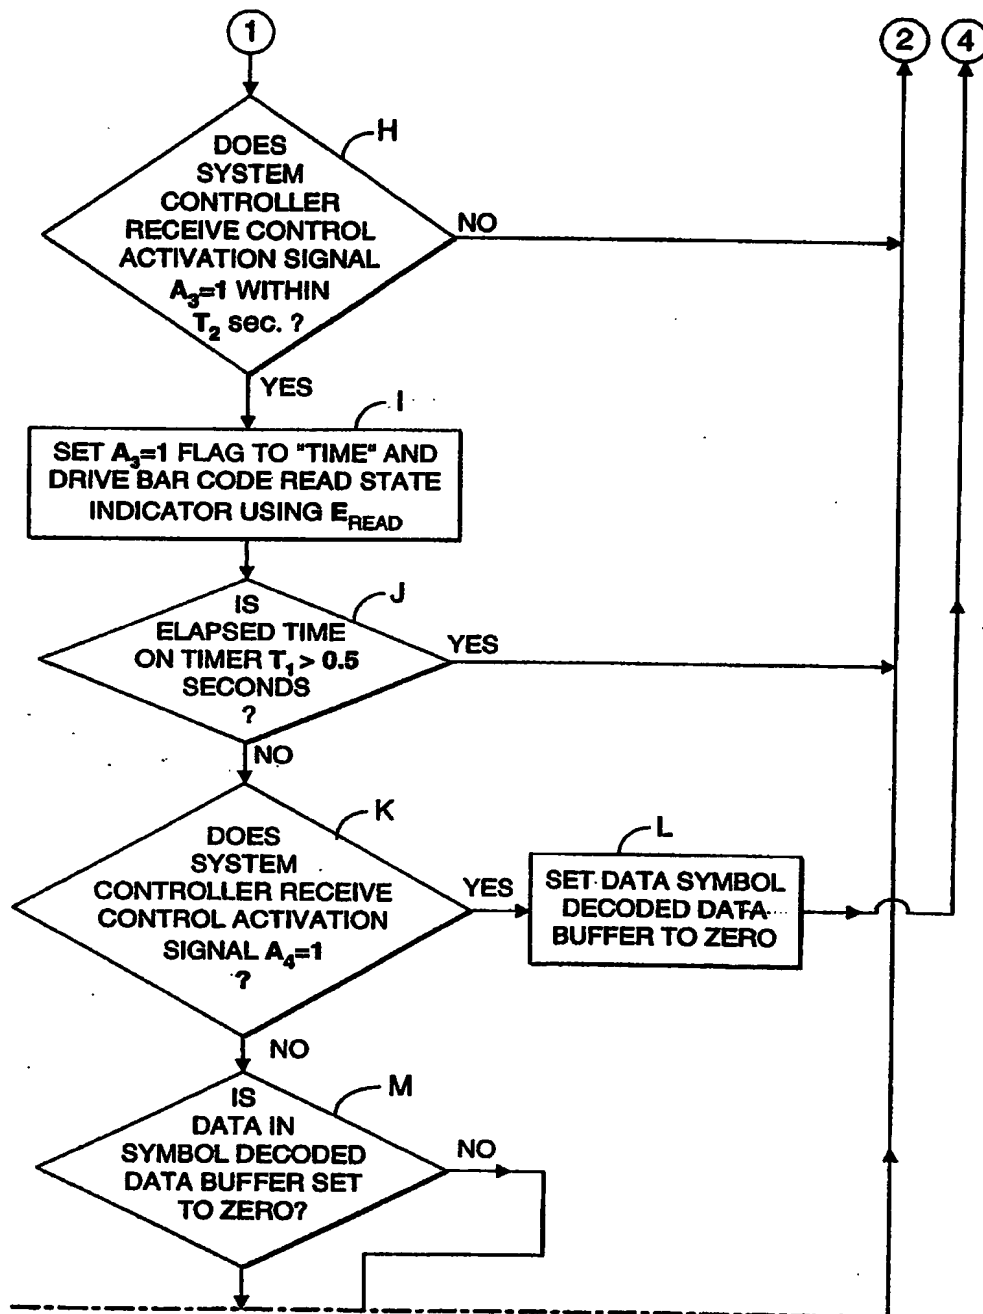 1
2
4
H
DOES
SYSTEM
CONTROLLER
RECEIVE CONTROL
ACTIVATION SIGNAL
A₃=1 WITHIN
T₂ sec. ?
NO
YES
I
SET A₃=1 FLAG TO "TIME" AND
DRIVE BAR CODE READ STATE
INDICATOR USING E_READ
J
IS
ELAPSED TIME
ON TIMER T₁ > 0.5
SECONDS
?
YES
NO
K
DOES
SYSTEM
CONTROLLER RECEIVE
CONTROL ACTIVATION
SIGNAL A₄=1
?
YES
L
SET DATA SYMBOL
DECODED DATA
BUFFER TO ZERO
NO
M
IS
DATA IN
SYMBOL DECODED
DATA BUFFER SET
TO ZERO?
NO